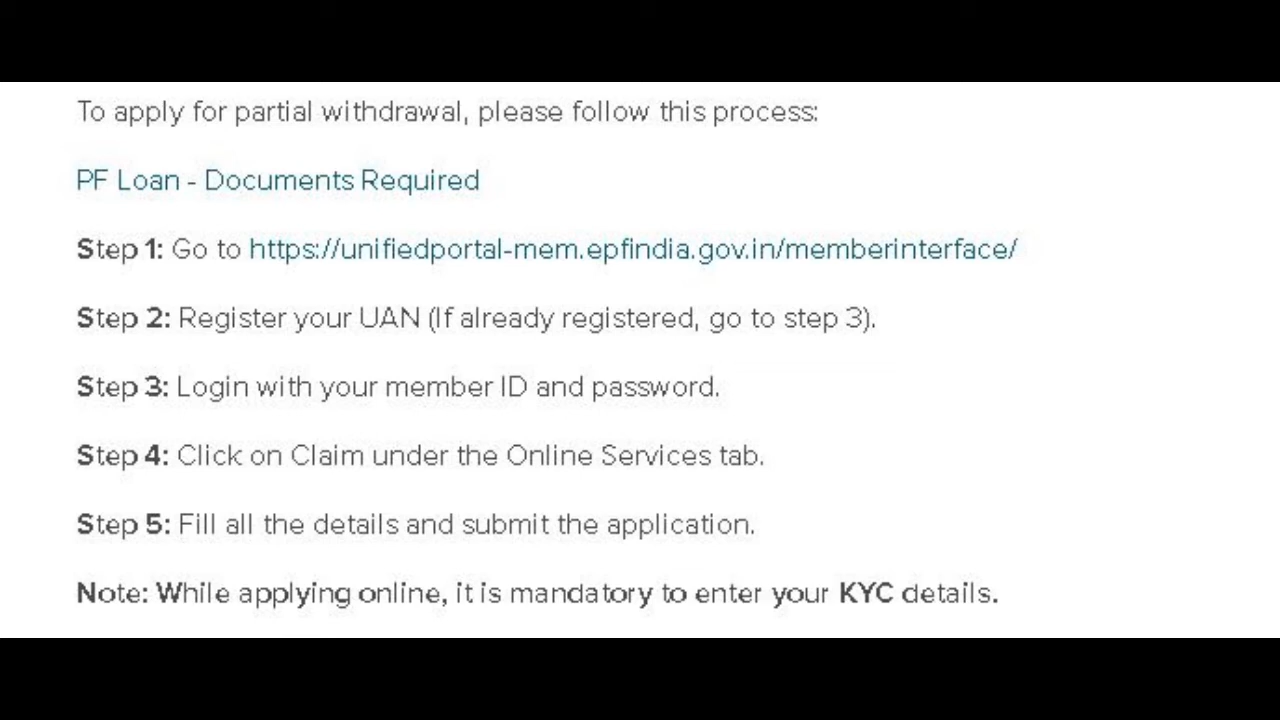 To apply for partial withdrawal, please follow this process:
PF Loan - Documents Required
Step 1: Go to https://unifiedportal-mem.epfindia.gov.in/memberinterface/
Step 2: Register your UAN (If already registered, go to step 3).
Step 3: Login with your member ID and password.
Step 4: Click on Claim under the Online Services tab.
Step 5: Fill all the details and submit the application.
Note: While applying online, it is mandatory to enter your KYC details.